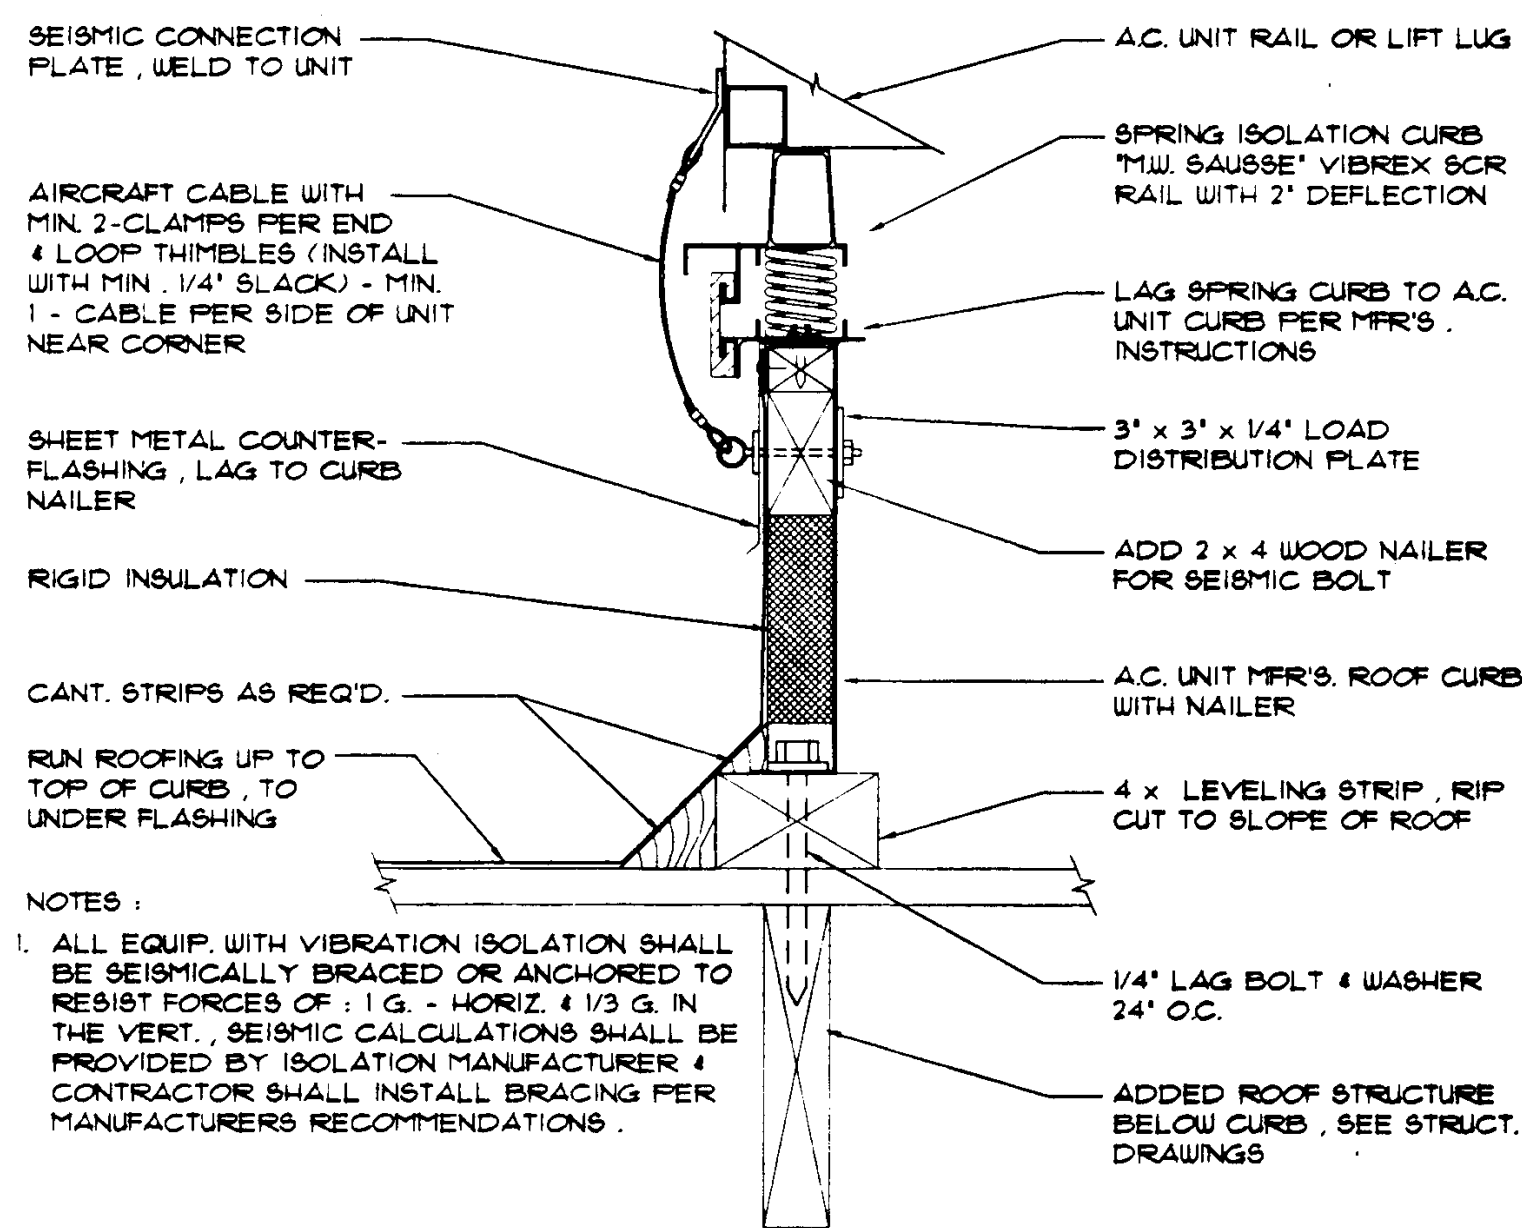 SEISMIC CONNECTION
PLATE , WELD TO UNIT
AIRCRAFT CABLE WITH
MIN. 2-CLAMPS PER END
& LOOP THIMBLES (INSTALL
WITH MIN . 1/4" SLACK) - MIN.
1 - CABLE PER SIDE OF UNIT
NEAR CORNER
SHEET METAL COUNTER-
FLASHING , LAG TO CURB
NAILER
RIGID INSULATION
CANT. STRIPS AS REQ'D.
RUN ROOFING UP TO
TOP OF CURB , TO
UNDER FLASHING
NOTES :
1. ALL EQUIP. WITH VIBRATION ISOLATION SHALL
BE SEISMICALLY BRACED OR ANCHORED TO
RESIST FORCES OF : 1 G. - HORIZ. & 1/3 G. IN
THE VERT. , SEISMIC CALCULATIONS SHALL BE
PROVIDED BY ISOLATION MANUFACTURER &
CONTRACTOR SHALL INSTALL BRACING PER
MANUFACTURERS RECOMMENDATIONS .
A.C. UNIT RAIL OR LIFT LUG
SPRING ISOLATION CURB
"M.W. SAUSSE" VIBREX SCR
RAIL WITH 2" DEFLECTION
LAG SPRING CURB TO A.C.
UNIT CURB PER MFR'S .
INSTRUCTIONS
3" x 3" x 1/4" LOAD
DISTRIBUTION PLATE
ADD 2 x 4 WOOD NAILER
FOR SEISMIC BOLT
A.C. UNIT MFR'S. ROOF CURB
WITH NAILER
4 x LEVELING STRIP , RIP
CUT TO SLOPE OF ROOF
1/4" LAG BOLT & WASHER
24" O.C.
ADDED ROOF STRUCTURE
BELOW CURB , SEE STRUCT.
DRAWINGS